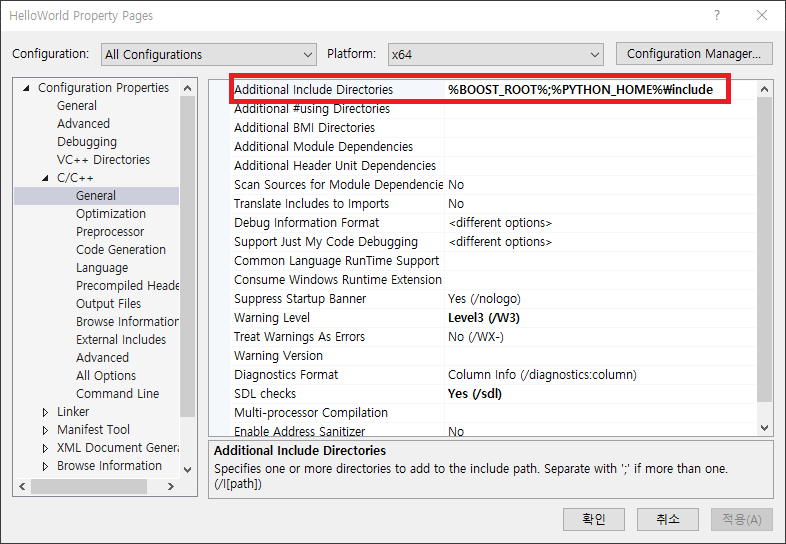 HelloWorld Property Pages
Configuration: All Configurations Platform: x64 Configuration Manager...
Configuration Properties
General
Advanced
Debugging
VC++ Directories
C/C++
General
Optimization
Preprocessor
Code Generation
Language
Precompiled Heade
Output Files
Browse Information
External Includes
Advanced
All Options
Command Line
Linker
Manifest Tool
XML Document Genera
Browse Information
Additional Include Directories %BOOST_ROOT%;%PYTHON_HOME%₩include
Additional #using Directories
Additional BMI Directories
Additional Module Dependencies
Additional Header Unit Dependencies
Scan Sources for Module Dependencie No
Translate Includes to Imports No
Debug Information Format <different options>
Support Just My Code Debugging <different options>
Common Language RunTime Support
Consume Windows Runtime Extension
Suppress Startup Banner Yes (/nologo)
Warning Level Level3 (/W3)
Treat Warnings As Errors No (/WX-)
Warning Version
Diagnostics Format Column Info (/diagnostics:column)
SDL checks Yes (/sdl)
Multi-processor Compilation
Enable Address Sanitizer No
Additional Include Directories
Specifies one or more directories to add to the include path. Separate with ';' if more than one.
(/I[path])
확인 취소 적용(A)